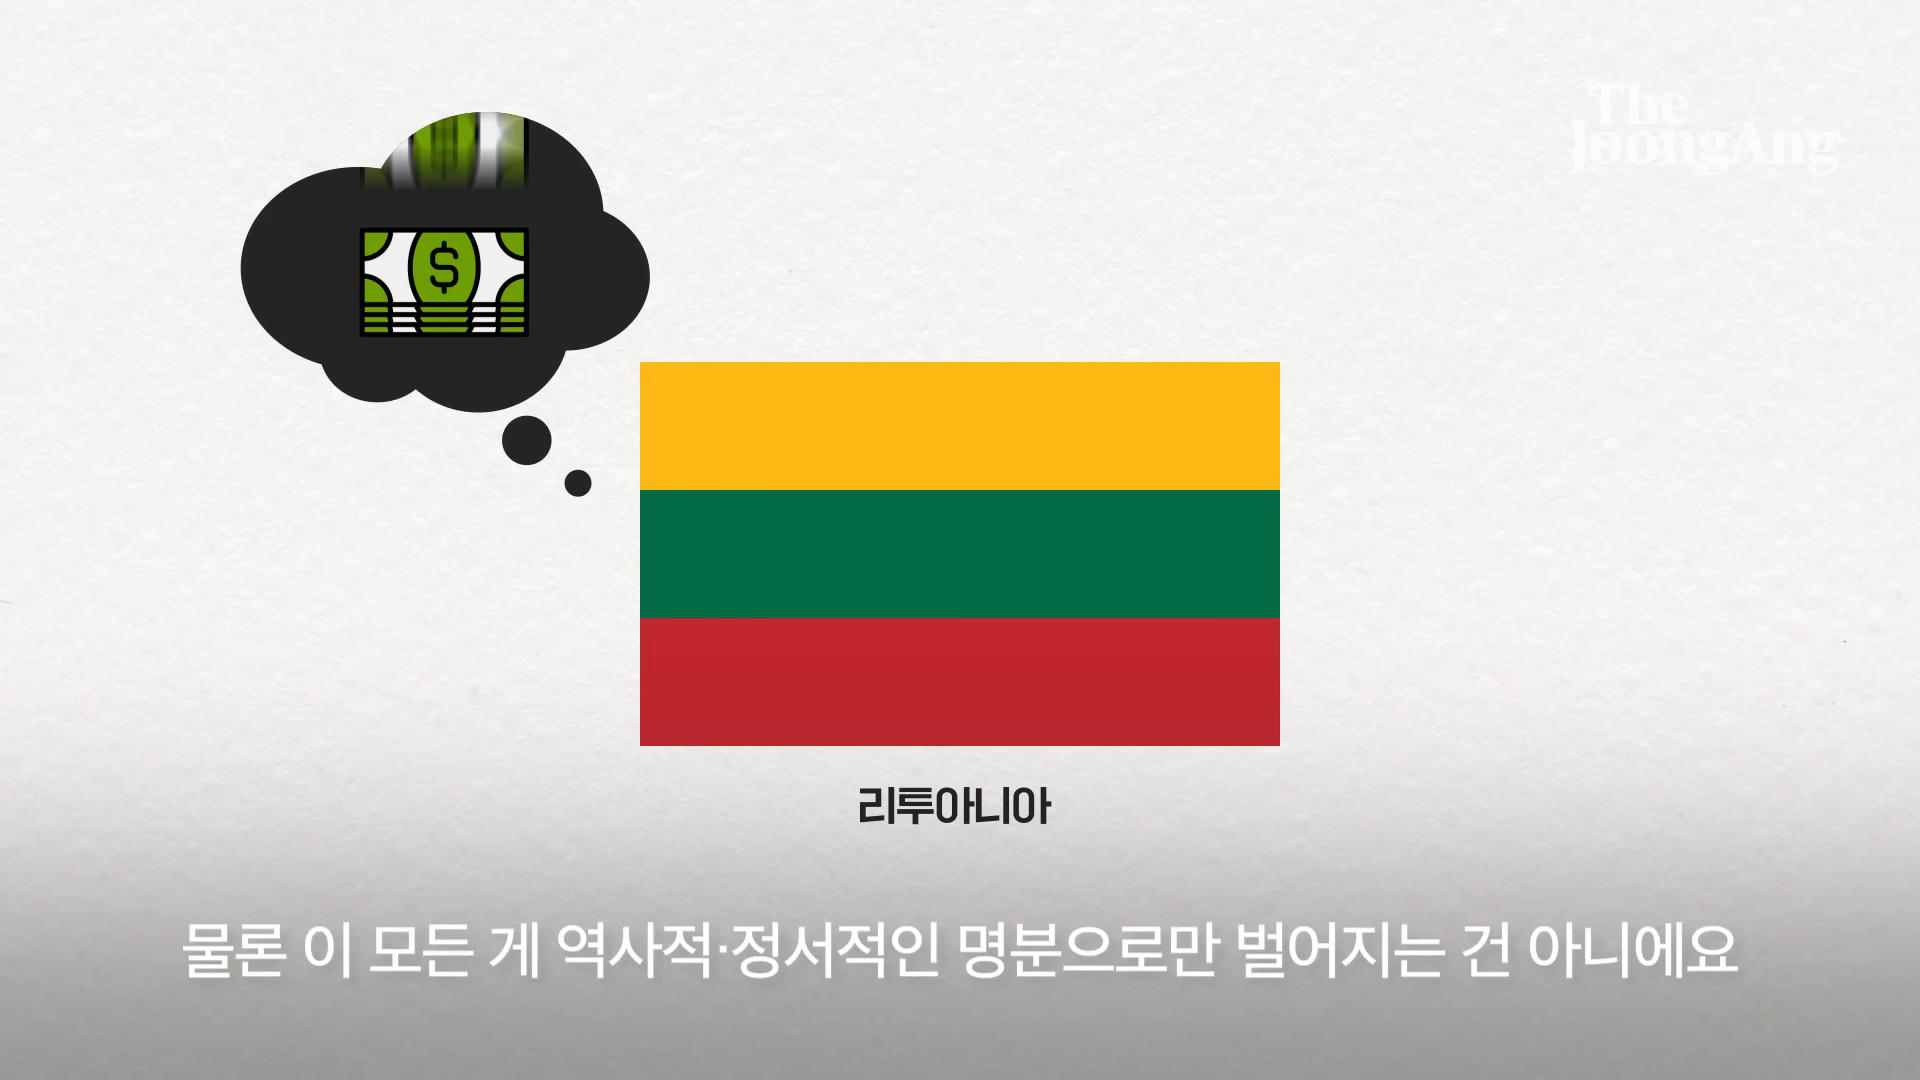 The
JoongAng
$
리투아니아
물론 이 모든 게 역사적·정서적인 명분으로만 벌어지는 건 아니에요